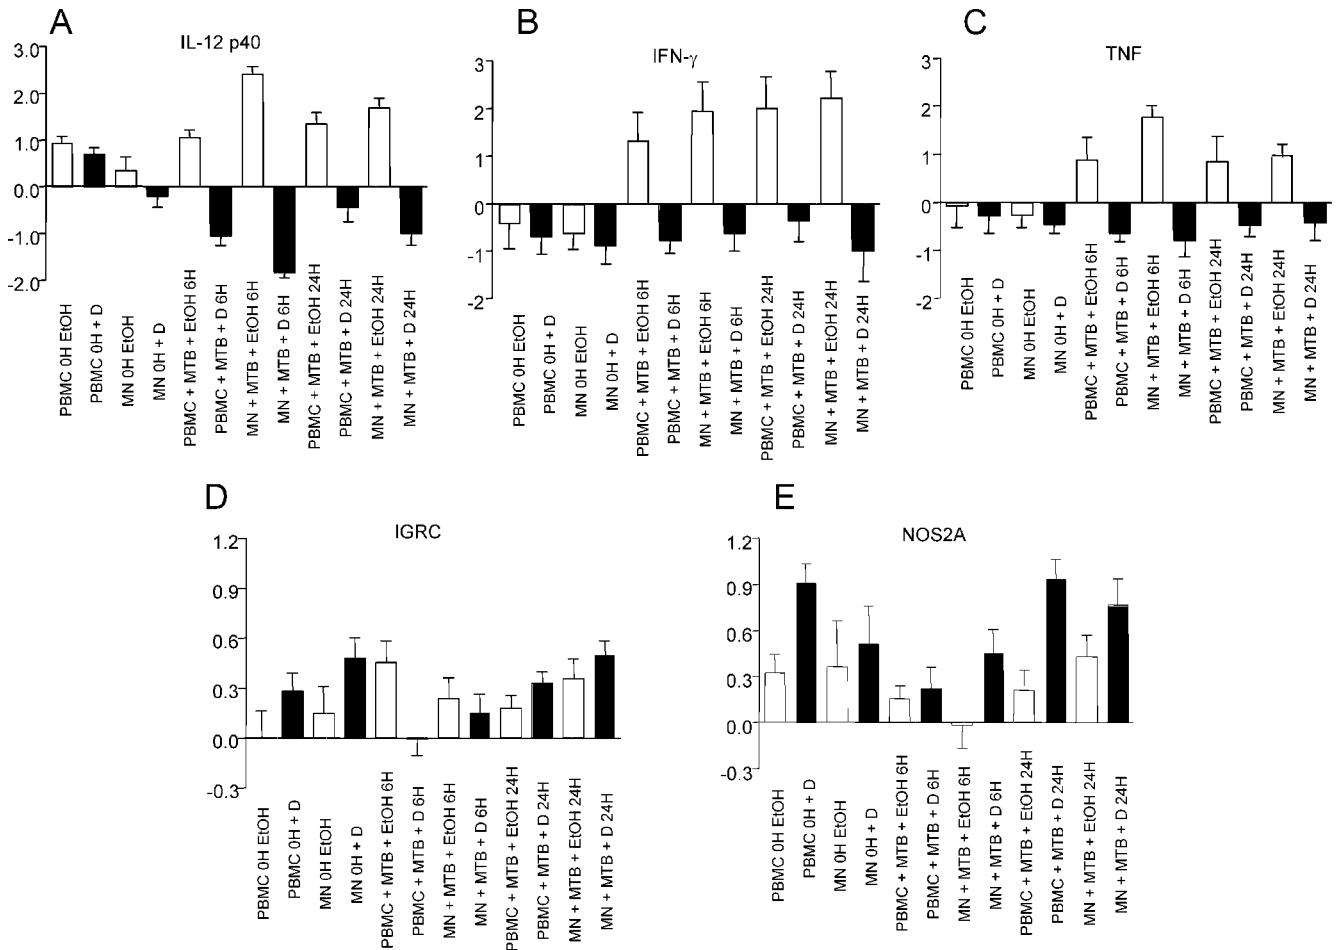 A
IL-12 p40
3.0
2.0
1.0
0.0
-1.0
-2.0
PBMC 0H EtOH
PBMC 0H + D
MN 0H EtOH
MN 0H + D
PBMC + MTB + EtOH 6H
PBMC + MTB + D 6H
MN + MTB + EtOH 6H
MN + MTB + D 6H
PBMC + MTB + EtOH 24H
PBMC + MTB + D 24H
MN + MTB + EtOH 24H
MN + MTB + D 24H
B
IFN-γ
3
2
1
0
-1
-2
PBMC 0H EtOH
PBMC 0H + D
MN 0H EtOH
MN 0H + D
PBMC + MTB + EtOH 6H
PBMC + MTB + D 6H
MN + MTB + EtOH 6H
MN + MTB + D 6H
PBMC + MTB + EtOH 24H
PBMC + MTB + D 24H
MN + MTB + EtOH 24H
MN + MTB + D 24H
C
TNF
3
2
1
0
-1
-2
PBMC 0H EtOH
PBMC 0H + D
MN 0H EtOH
MN 0H + D
PBMC + MTB + EtOH 6H
PBMC + MTB + D 6H
MN + MTB + EtOH 6H
MN + MTB + D 6H
PBMC + MTB + EtOH 24H
PBMC + MTB + D 24H
MN + MTB + EtOH 24H
MN + MTB + D 24H
D
IGRC
1.2
0.9
0.6
0.3
0.0
-0.3
PBMC 0H EtOH
PBMC 0H + D
MN 0H EtOH
MN 0H + D
PBMC + MTB + EtOH 6H
PBMC + MTB + D 6H
MN + MTB + EtOH 6H
MN + MTB + D 6H
PBMC + MTB + EtOH 24H
PBMC + MTB + D 24H
MN + MTB + EtOH 24H
MN + MTB + D 24H
E
NOS2A
1.2
0.9
0.6
0.3
0.0
-0.3
PBMC 0H EtOH
PBMC 0H + D
MN 0H EtOH
MN 0H + D
PBMC + MTB + EtOH 6H
PBMC + MTB + D 6H
MN + MTB + EtOH 6H
MN + MTB + D 6H
PBMC + MTB + EtOH 24H
PBMC + MTB + D 24H
MN + MTB + EtOH 24H
MN + MTB + D 24H